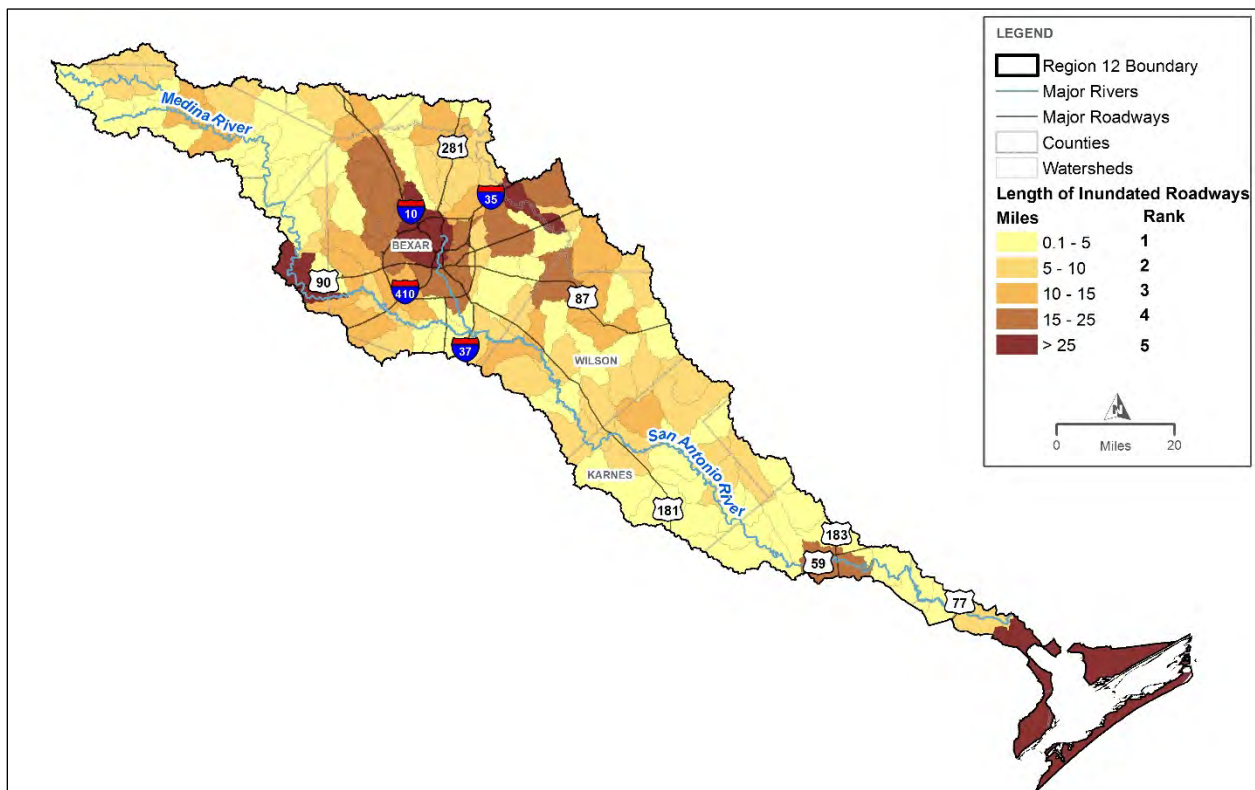 LEGEND
Region 12 Boundary
Major Rivers
Major Roadways
Counties
Watersheds
Length of Inundated Roadways
Miles Rank
0.1 - 5 1
5 - 10 2
10 - 15 3
15 - 25 4
> 25 5
N
0 20
Miles
Medina River
281
35
10
BEXAR
90
410
87
37
WILSON
San Antonio River
KARNES
181
183
59
77